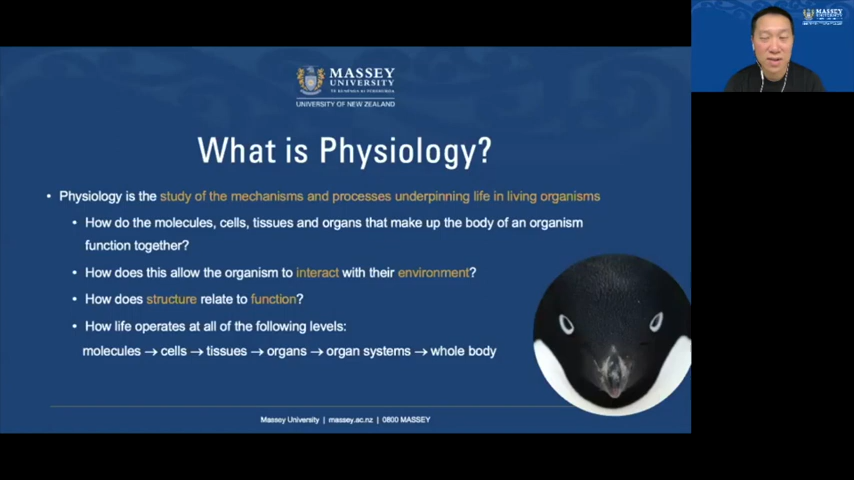 MASSEY
UNIVERSITY
MASSEY
UNIVERSITY
TE KUNENGA KI PŪREHUROA
UNIVERSITY OF NEW ZEALAND
What is Physiology?
• Physiology is the study of the mechanisms and processes underpinning life in living organisms
• How do the molecules, cells, tissues and organs that make up the body of an organism
function together?
• How does this allow the organism to interact with their environment?
• How does structure relate to function?
• How life operates at all of the following levels:
molecules → cells → tissues → organs → organ systems → whole body
Massey University | massey.ac.nz | 0800 MASSEY